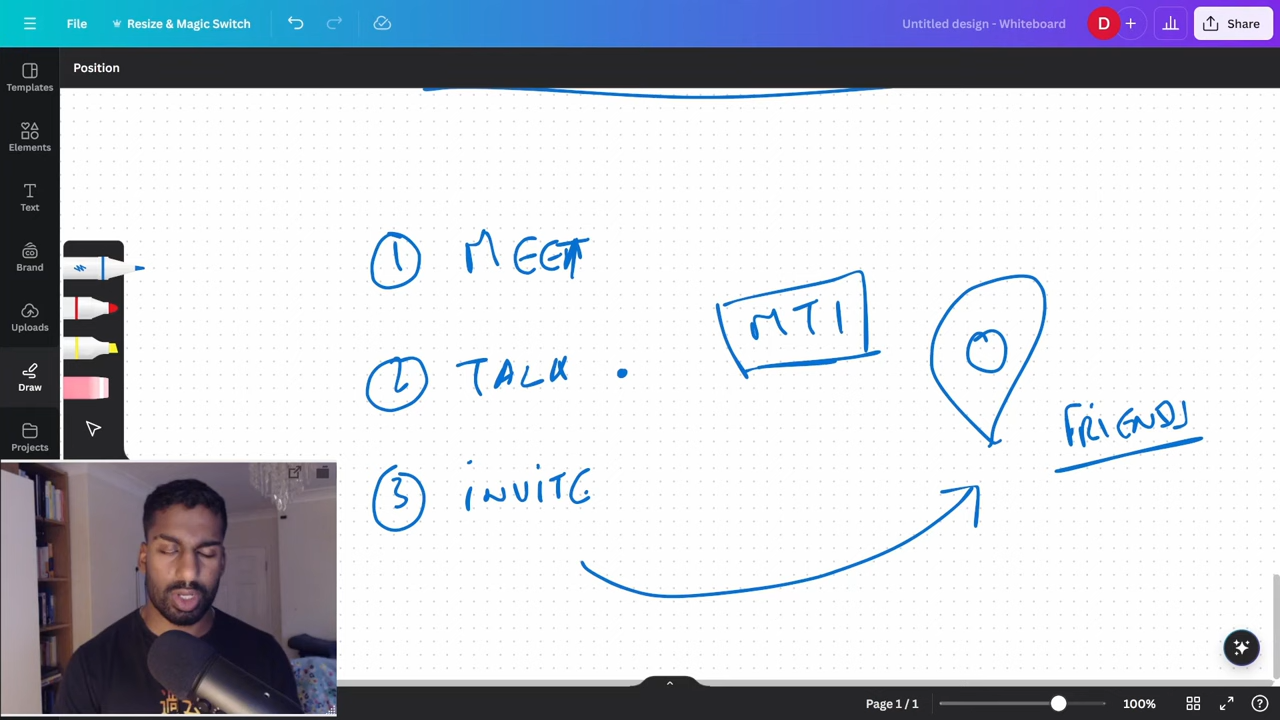 File
Resize & Magic Switch
Untitled design - Whiteboard
D
Share
Position
Templates
Elements
Text
Brand
Uploads
Draw
Projects
1 MEET
2 TALK
3 INVITE
MTI
FRIENDS
Page 1 / 1
100%